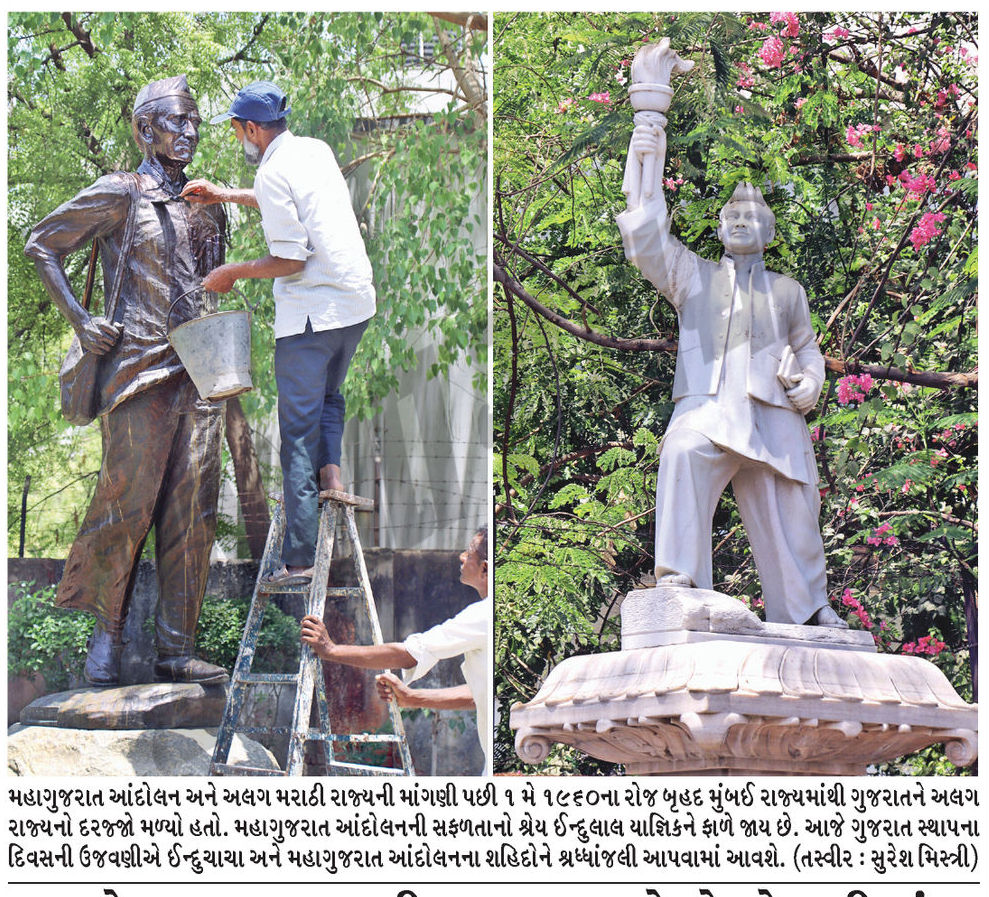 મહાગુજરાત આંદોલન અને અલગ મરાઠી રાજ્યની માંગણી પછી ૧ મે ૧૯૬૦ના રોજ બૃહદ મુંબઈ રાજ્યમાંથી ગુજરાતને અલગ
રાજ્યનો દરજ્જો મળ્યો હતો. મહાગુજરાત આંદોલનની સફળતાનો શ્રેય ઈન્દુલાલ યાજ્ઞિકને ફાળે જાય છે. આજે ગુજરાત સ્થાપના
દિવસની ઉજવણીએ ઈન્દુચાચા અને મહાગુજરાત આંદોલનના શહિદોને શ્રધ્ધાંજલી આપવામાં આવશે. (તસ્વીર : સુરેશ મિસ્ત્રી)